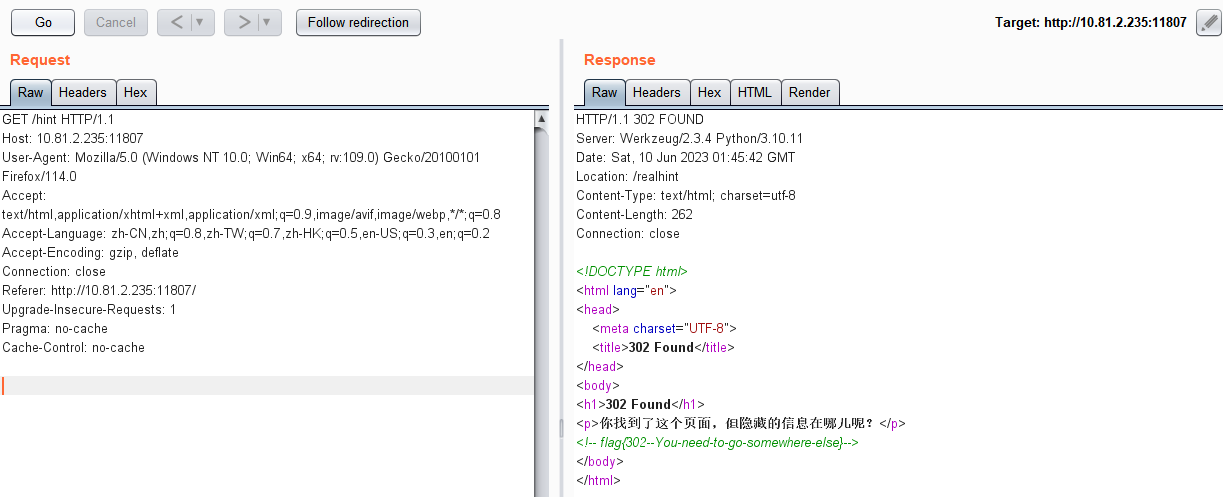 Go Cancel < > Follow redirection Target: http://10.81.2.235:11807
Request
Raw Headers Hex
GET /hint HTTP/1.1
Host: 10.81.2.235:11807
User-Agent: Mozilla/5.0 (Windows NT 10.0; Win64; x64; rv:109.0) Gecko/20100101
Firefox/114.0
Accept:
text/html,application/xhtml+xml,application/xml;q=0.9,image/avif,image/webp,*/*;q=0.8
Accept-Language: zh-CN,zh;q=0.8,zh-TW;q=0.7,zh-HK;q=0.5,en-US;q=0.3,en;q=0.2
Accept-Encoding: gzip, deflate
Connection: close
Referer: http://10.81.2.235:11807/
Upgrade-Insecure-Requests: 1
Pragma: no-cache
Cache-Control: no-cache
Response
Raw Headers Hex HTML Render
HTTP/1.1 302 FOUND
Server: Werkzeug/2.3.4 Python/3.10.11
Date: Sat, 10 Jun 2023 01:45:42 GMT
Location: /realhint
Content-Type: text/html; charset=utf-8
Content-Length: 262
Connection: close
<!DOCTYPE html>
<html lang="en">
<head>
<meta charset="UTF-8">
<title>302 Found</title>
</head>
<body>
<h1>302 Found</h1>
<p>你找到了这个页面，但隐藏的信息在哪儿呢？</p>
<!-- flag{302--You-need-to-go-somewhere-else}-->
</body>
</html>